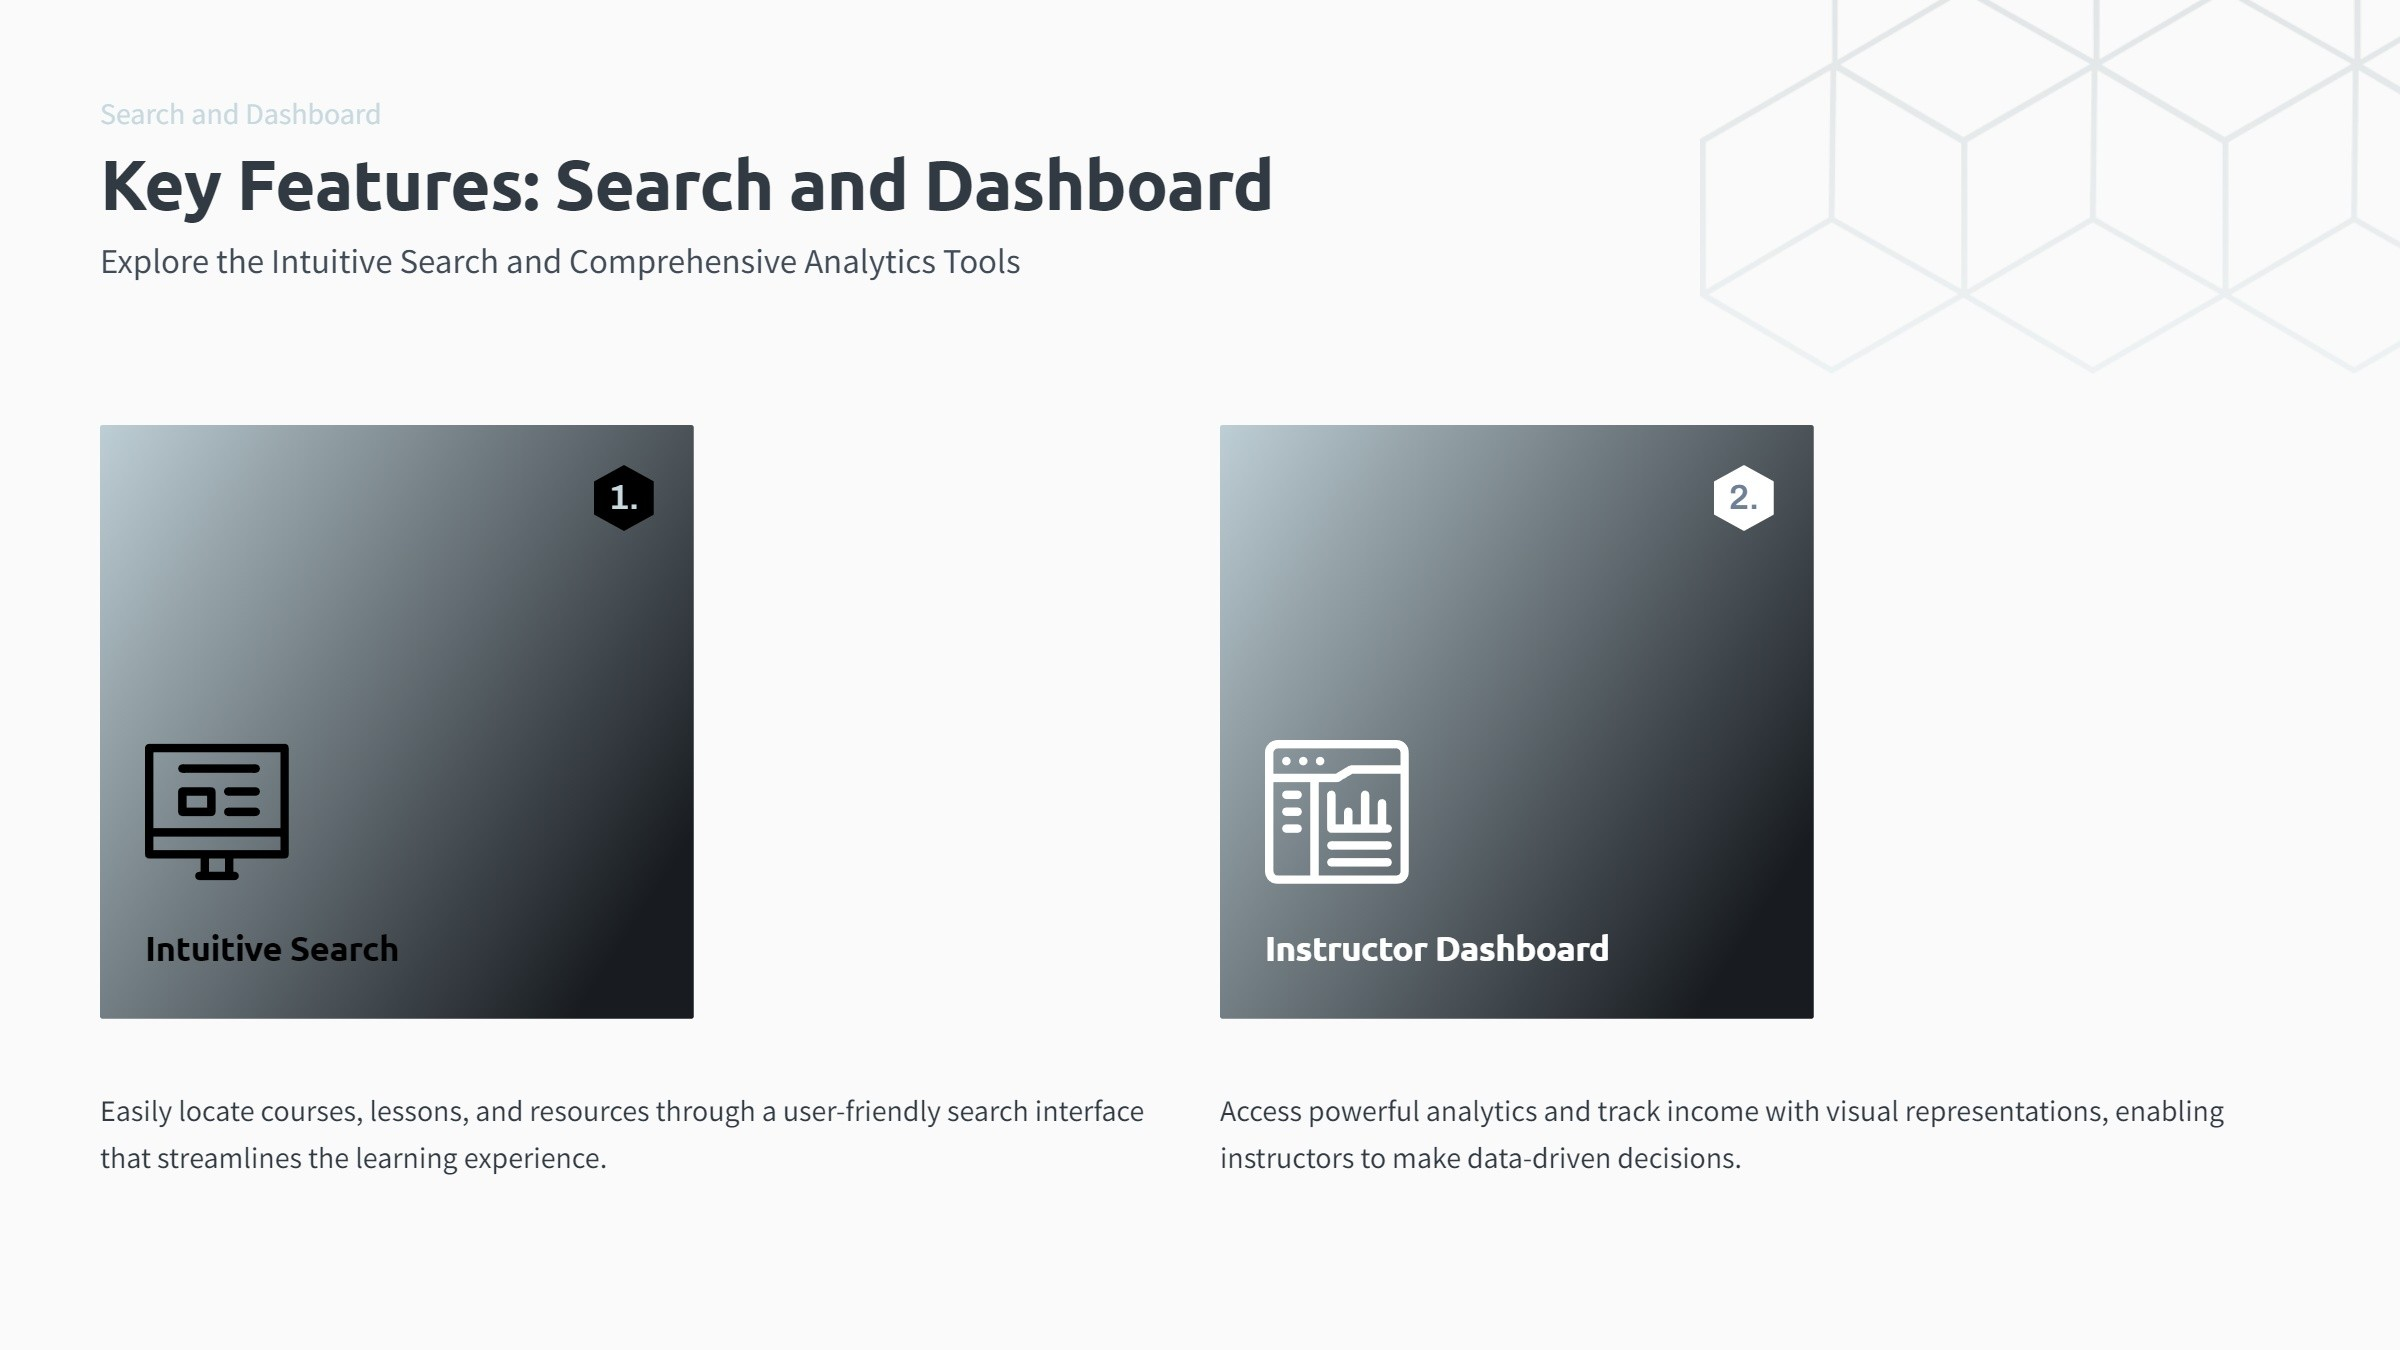 Search and Dashboard
Key Features: Search and Dashboard
Explore the Intuitive Search and Comprehensive Analytics Tools
1.
Intuitive Search
Easily locate courses, lessons, and resources through a user-friendly search interface
that streamlines the learning experience.
2.
Instructor Dashboard
Access powerful analytics and track income with visual representations, enabling
instructors to make data-driven decisions.